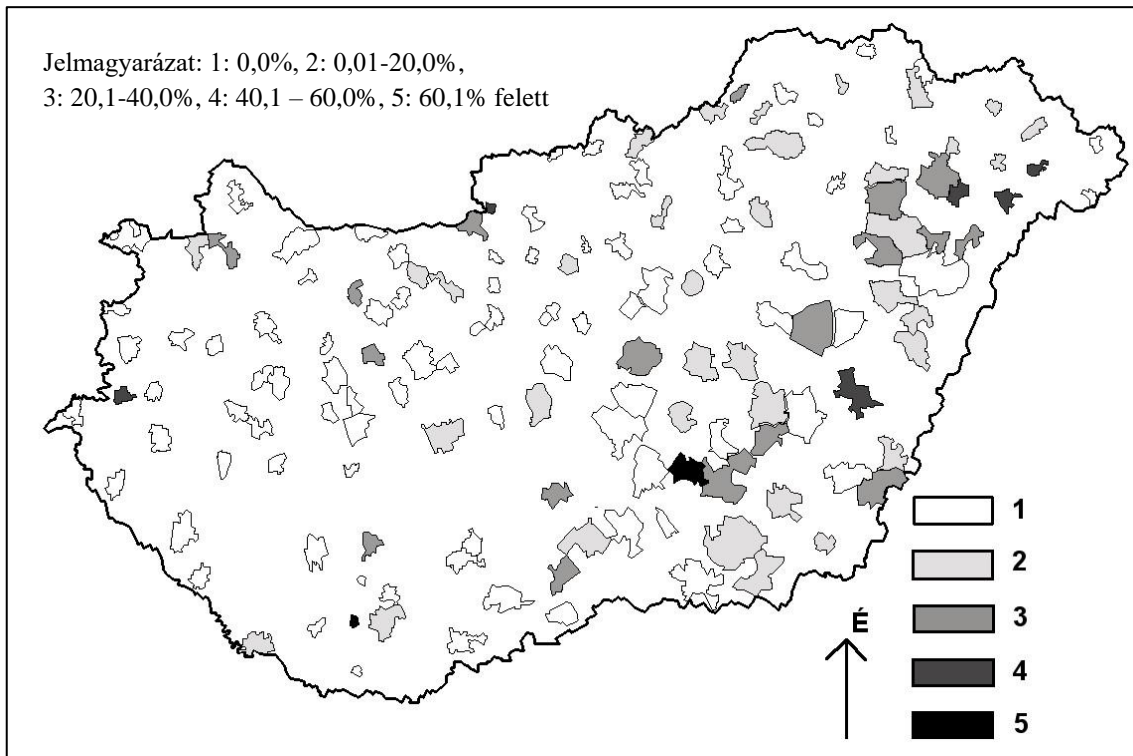 Jelmagyarázat: 1: 0,0%, 2: 0,01-20,0%,
3: 20,1-40,0%, 4: 40,1 – 60,0%, 5: 60,1% felett
1
2
É
3
4
5